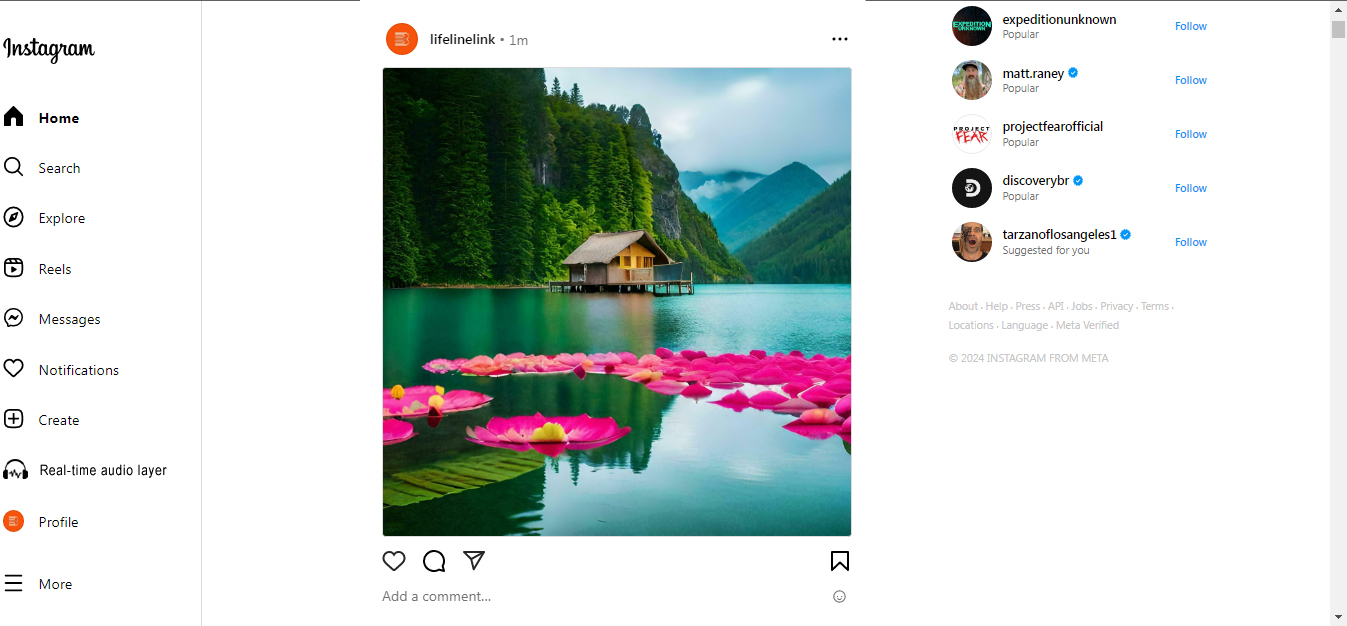 Instagram
Home
Search
Explore
Reels
Messages
Notifications
Create
Real-time audio layer
Profile
More
lifelinelink • 1m
Add a comment...
EXPEDITION
UNKNOWN
expeditionunknown
Popular
Follow
matt.raney
Popular
Follow
PROJECT
FEAR
projectfearofficial
Popular
Follow
discoverybr
Popular
Follow
tarzanoflosangeles1
Suggested for you
Follow
About · Help · Press · API · Jobs · Privacy · Terms ·
Locations · Language · Meta Verified
© 2024 INSTAGRAM FROM META